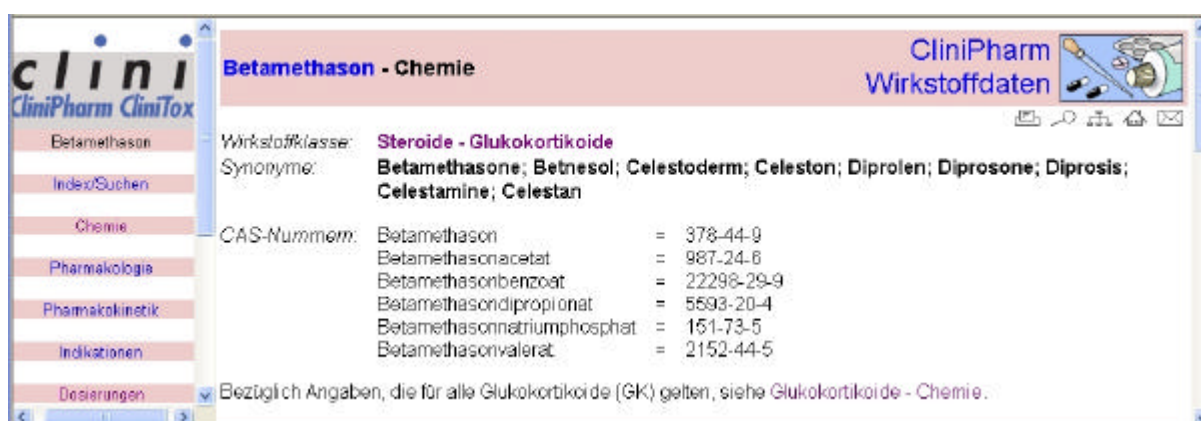 clini
CliniPharm CliniTox
Betamethason
Index/Suchen
Chemie
Pharmakologie
Pharmakokinetik
Indikationen
Dosierungen
Betamethason - Chemie
CliniPharm
Wirkstoffdaten
Wirkstoffklasse: Steroide - Glukokortikoide
Synonyme: Betamethasone; Betnesol; Celestoderm; Celeston; Diprolen; Diprosone; Diprosis;
Celestamine; Celestan
CAS-Nummern: Betamethason = 378-44-9
Betamethasonacetat = 987-24-6
Betamethasonbenzoat = 22298-29-9
Betamethasondipropionat = 5593-20-4
Betamethasonnatriumphosphat = 151-73-5
Betamethasonvalerat = 2152-44-5
Bezüglich Angaben, die für alle Glukokortikoide (GK) gelten, siehe Glukokortikoide - Chemie.